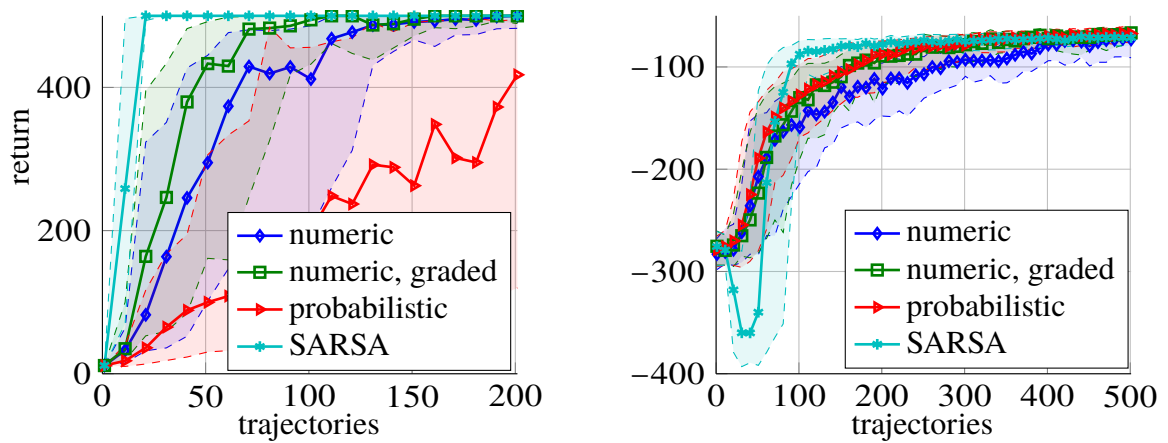 400
200
0
return
0
50
100
150
200
trajectories
numeric
numeric, graded
probabilistic
SARSA
−100
−200
−300
−400
0
100
200
300
400
500
trajectories
numeric
numeric, graded
probabilistic
SARSA